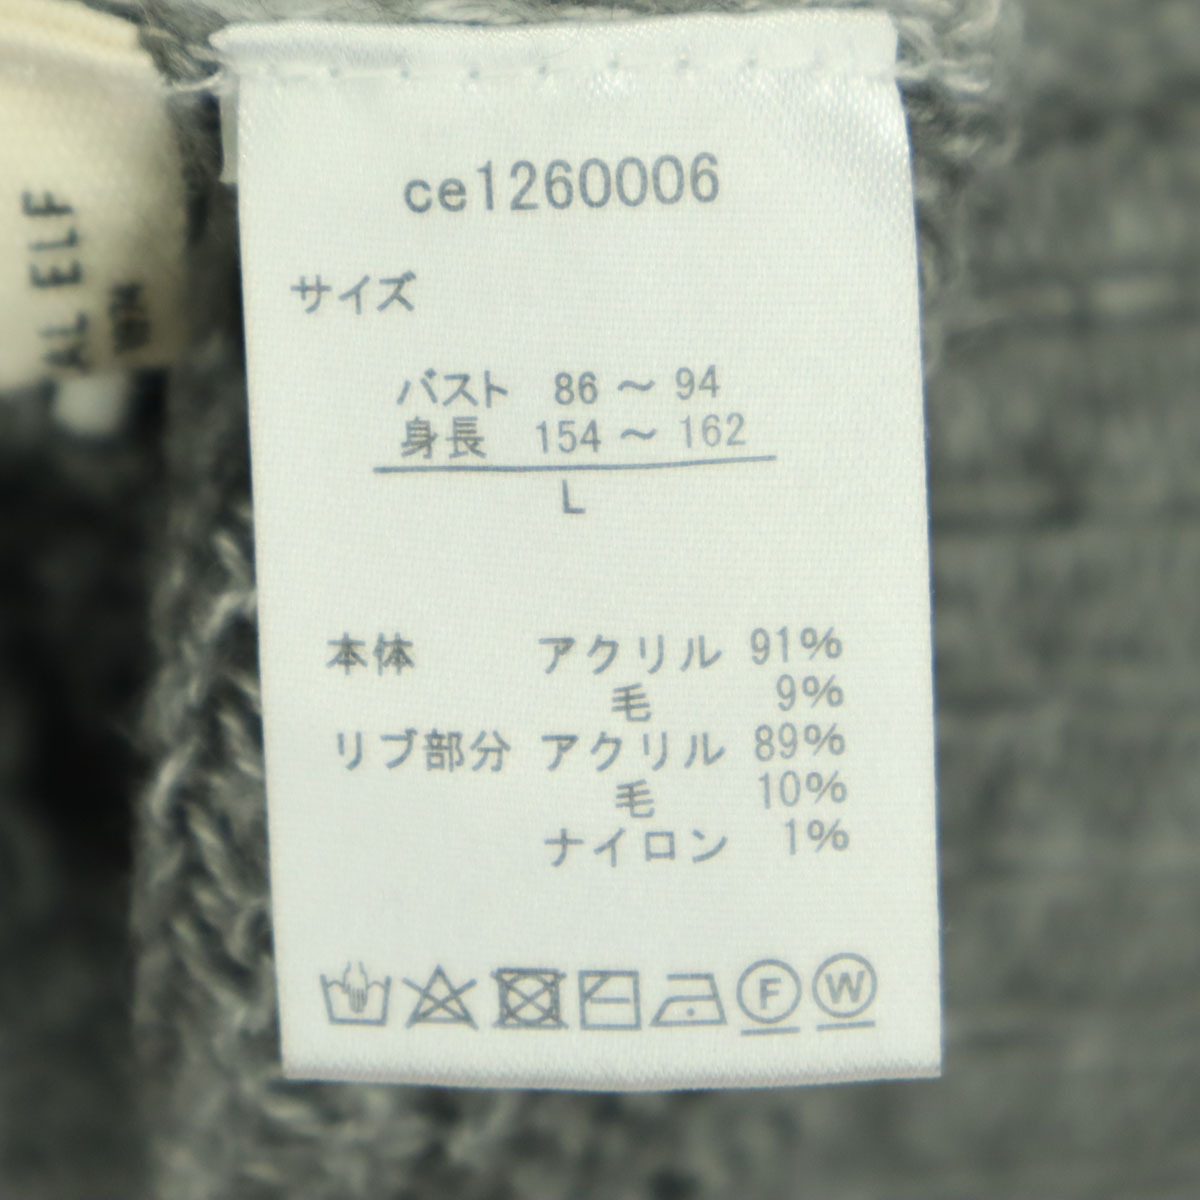 ce1260006
サイズ
バスト 86 ～ 94
身長 154 ～ 162
L
本体 アクリル 91%
毛 9%
リブ部分 アクリル 89%
毛 10%
ナイロン 1%
F W
AL ELF